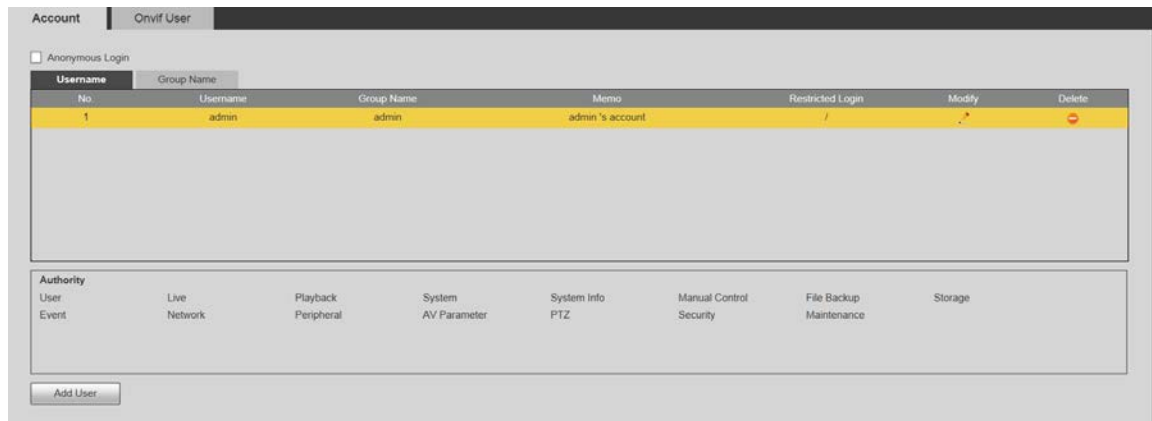 Account Onvif User
Anonymous Login
Username Group Name
No. Username Group Name Memo Restricted Login Modify Delete
1 admin admin admin 's account /
Authority
User Live Playback System System Info Manual Control File Backup Storage
Event Network Peripheral AV Parameter PTZ Security Maintenance
Add User